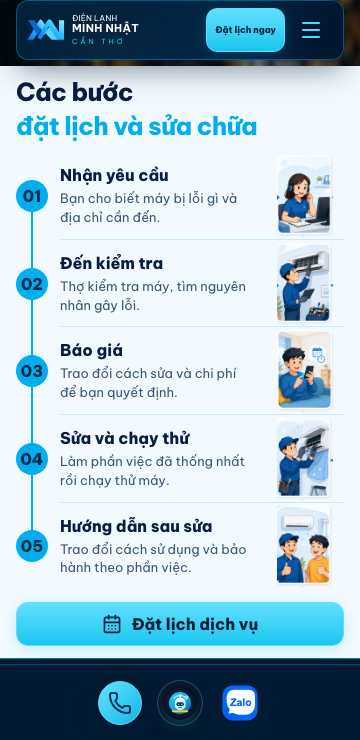 ĐIỆN LẠNH
MINH NHẬT
CẦN THƠ
Đặt lịch ngay
Các bước
đặt lịch và sửa chữa
01
Nhận yêu cầu
Bạn cho biết máy bị lỗi gì và
địa chỉ cần đến.
02
Đến kiểm tra
Thợ kiểm tra máy, tìm nguyên
nhân gây lỗi.
03
Báo giá
Trao đổi cách sửa và chi phí
để bạn quyết định.
04
Sửa và chạy thử
Làm phần việc đã thống nhất
rồi chạy thử máy.
05
Hướng dẫn sau sửa
Trao đổi cách sử dụng và bảo
hành theo phần việc.
Đặt lịch dịch vụ
Zalo